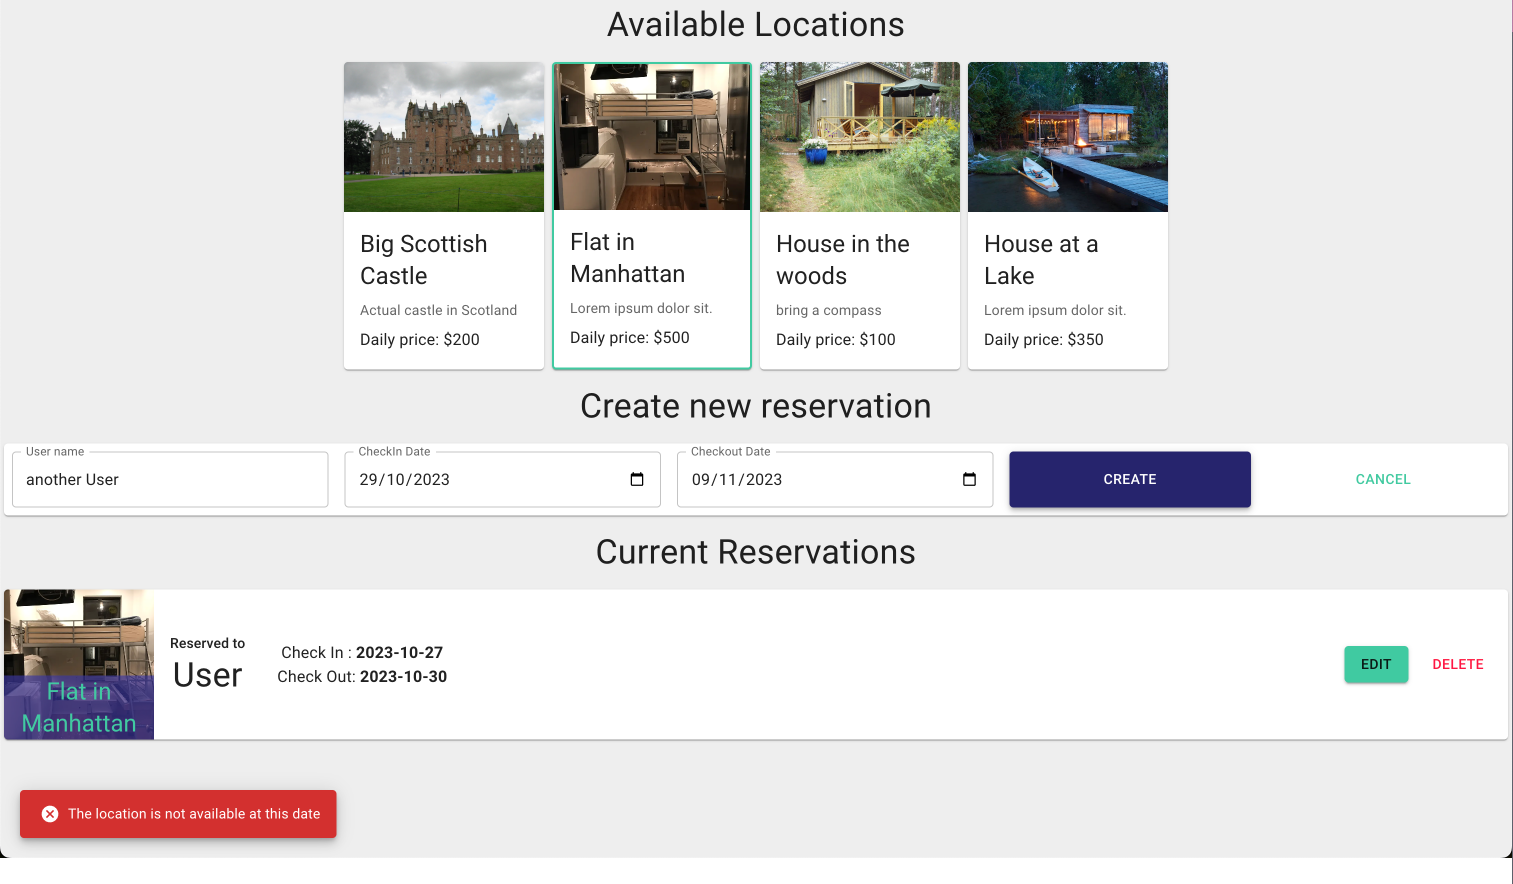 Available Locations
Big Scottish
Castle
Actual castle in Scotland
Daily price: $200
Flat in
Manhattan
Lorem ipsum dolor sit.
Daily price: $500
House in the
woods
bring a compass
Daily price: $100
House at a
Lake
Lorem ipsum dolor sit.
Daily price: $350
Create new reservation
User name
another User
CheckIn Date
29/10/2023
Checkout Date
09/11/2023
CREATE
CANCEL
Current Reservations
Flat in
Manhattan
Reserved to
User
Check In : 2023-10-27
Check Out: 2023-10-30
EDIT
DELETE
The location is not available at this date